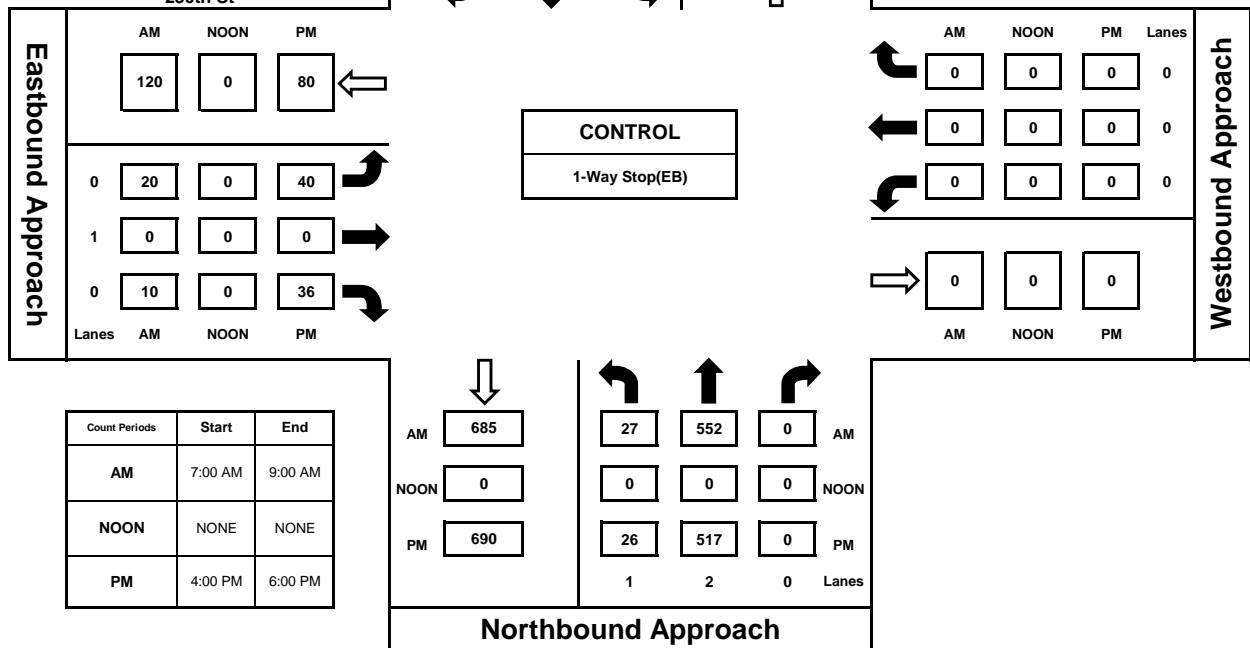 AM NOON PM
120 0 80
Eastbound Approach
0 20 0 40
1 0 0 0
0 10 0 36
Lanes AM NOON PM
CONTROL
1-Way Stop(EB)
AM NOON PM Lanes
0 0 0 0
0 0 0 0
0 0 0 0
Westbound Approach
0 0 0
AM NOON PM
Count Periods Start End
AM 7:00 AM 9:00 AM
NOON NONE NONE
PM 4:00 PM 6:00 PM
AM 685 27 552 0 AM
NOON 0 0 0 0 NOON
PM 690 26 517 0 PM
1 2 0 Lanes
Northbound Approach